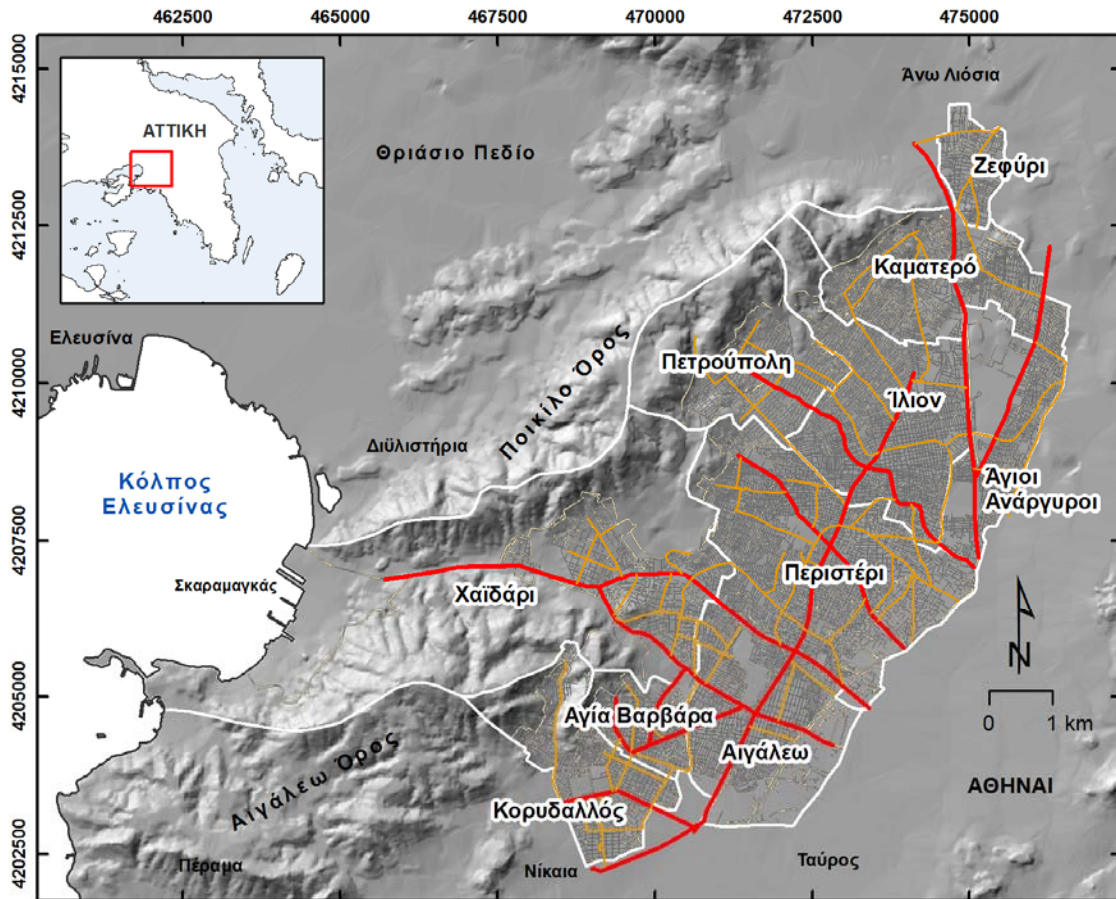 462500 465000 467500 470000 472500 475000
4215000
4212500
4210000
4207500
4205000
4202500
ΑΤΤΙΚΗ
Άνω Λιόσια
Θριάσιο Πεδίο
Ζεφύρι
Καματερό
Ελευσίνα
Πετρούπολη
Ποικίλο Όρος
Ίλιον
Διϋλιστήρια
Κόλπος
Ελευσίνας
Άγιοι
Ανάργυροι
Σκαραμαγκάς
Χαϊδάρι
Περιστέρι
N
0 1 km
Αγία Βαρβάρα
Αιγάλεω
Αιγάλεω Όρος
ΑΘΗΝΑΙ
Κορυδαλλός
Πέραμα
Νίκαια
Ταύρος